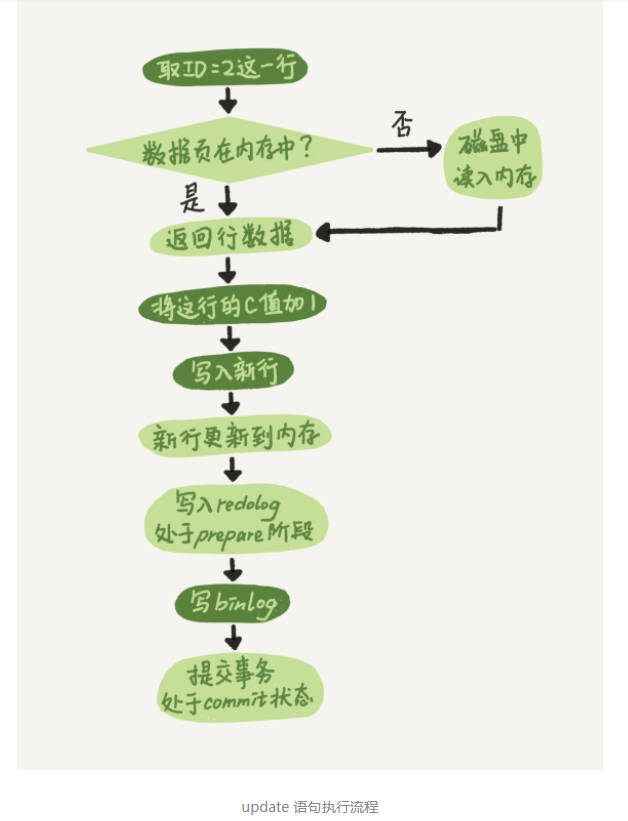 取ID=2这一行
数据页在内存中?
否
磁盘中
读入内存
是
返回行数据
将这行的C值加1
写入新行
新行更新到内存
写入redolog
处于prepare阶段
写binlog
提交事务
处于commit状态
update 语句执行流程